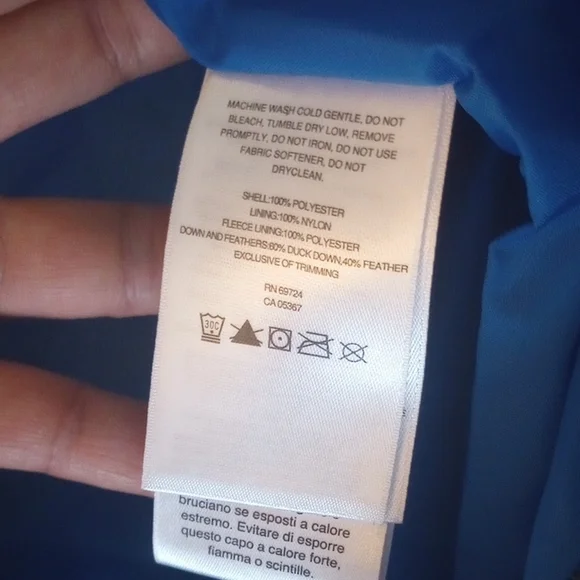 MACHINE WASH COLD GENTLE, DO NOT
BLEACH, TUMBLE DRY LOW, REMOVE
PROMPTLY, DO NOT IRON, DO NOT USE
FABRIC SOFTENER, DO NOT
DRYCLEAN.
SHELL:100% POLYESTER
LINING:100% NYLON
FLEECE LINING:100% POLYESTER
DOWN AND FEATHERS:60% DUCK DOWN,40% FEATHER
EXCLUSIVE OF TRIMMING
RN 69724
CA 05367
30C
bruciano se esposti a calore
estremo. Evitare di esporre
questo capo a calore forte,
fiamma o scintille.